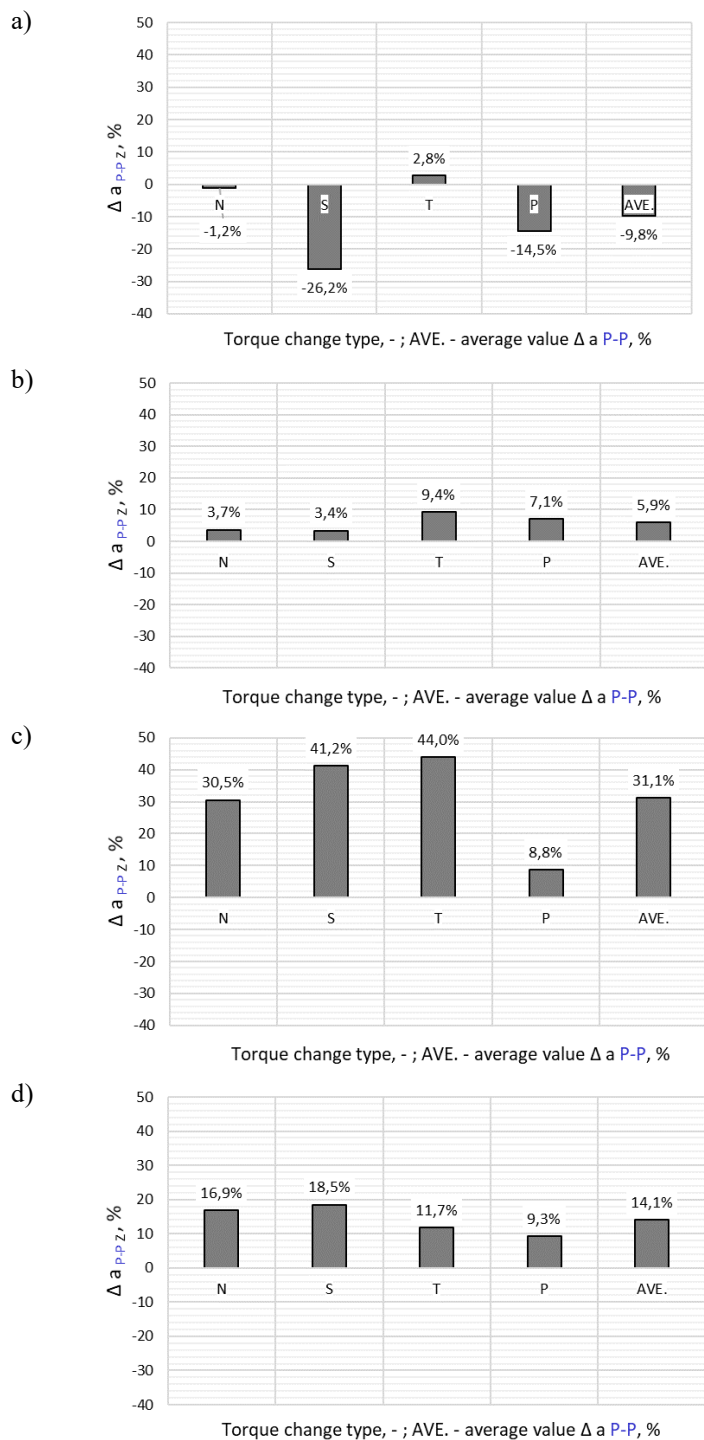 a)
50
40
30
20
10
0
-10
-20
-30
-40
Δ a P-P Z, %
2,8%
N
S
T
P
AVE.
-1,2%
-26,2%
-14,5%
-9,8%
Torque change type, - ; AVE. - average value Δ a P-P, %
b)
50
40
30
20
10
0
-10
-20
-30
-40
Δ a P-P Z, %
3,7%
3,4%
9,4%
7,1%
5,9%
N
S
T
P
AVE.
Torque change type, - ; AVE. - average value Δ a P-P, %
c)
50
40
30
20
10
0
-10
-20
-30
-40
Δ a P-P Z, %
30,5%
41,2%
44,0%
8,8%
31,1%
N
S
T
P
AVE.
Torque change type, - ; AVE. - average value Δ a P-P, %
d)
50
40
30
20
10
0
-10
-20
-30
-40
Δ a P-P Z, %
16,9%
18,5%
11,7%
9,3%
14,1%
N
S
T
P
AVE.
Torque change type, - ; AVE. - average value Δ a P-P, %